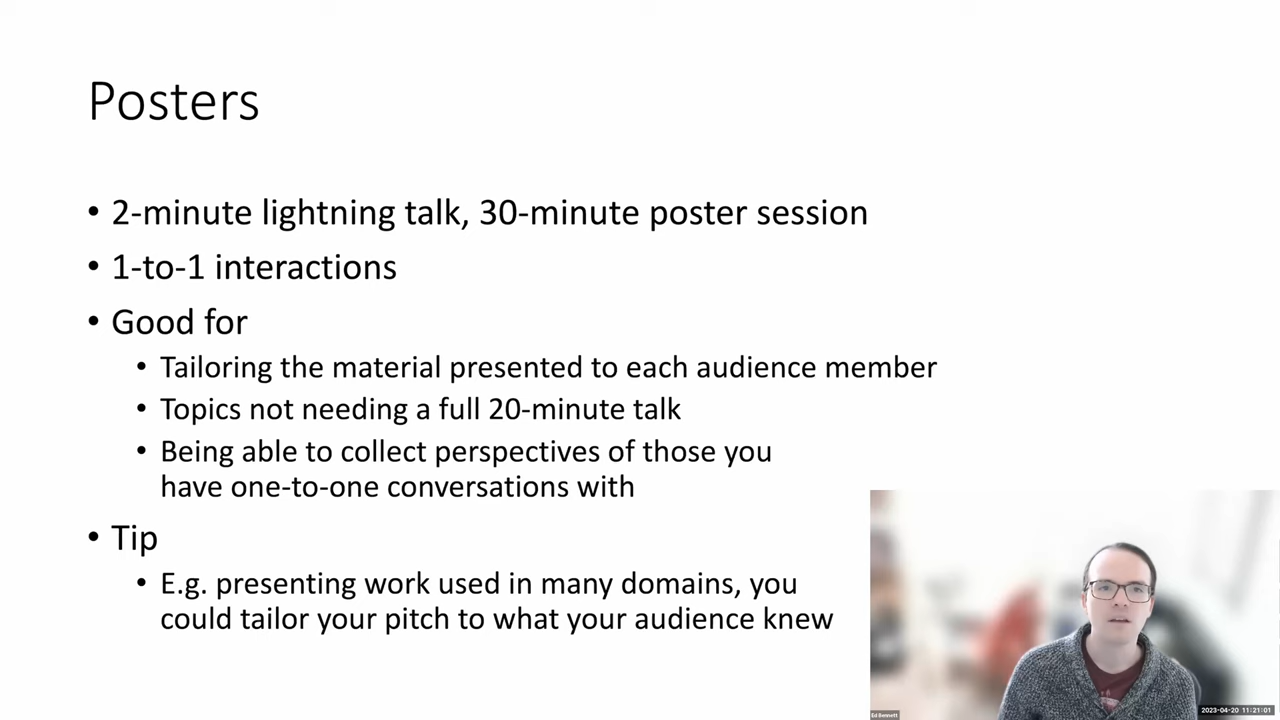 Posters
• 2-minute lightning talk, 30-minute poster session
• 1-to-1 interactions
• Good for
• Tailoring the material presented to each audience member
• Topics not needing a full 20-minute talk
• Being able to collect perspectives of those you
have one-to-one conversations with
• Tip
• E.g. presenting work used in many domains, you
could tailor your pitch to what your audience knew
Ed Bennett
2023-04-20 11:21:01